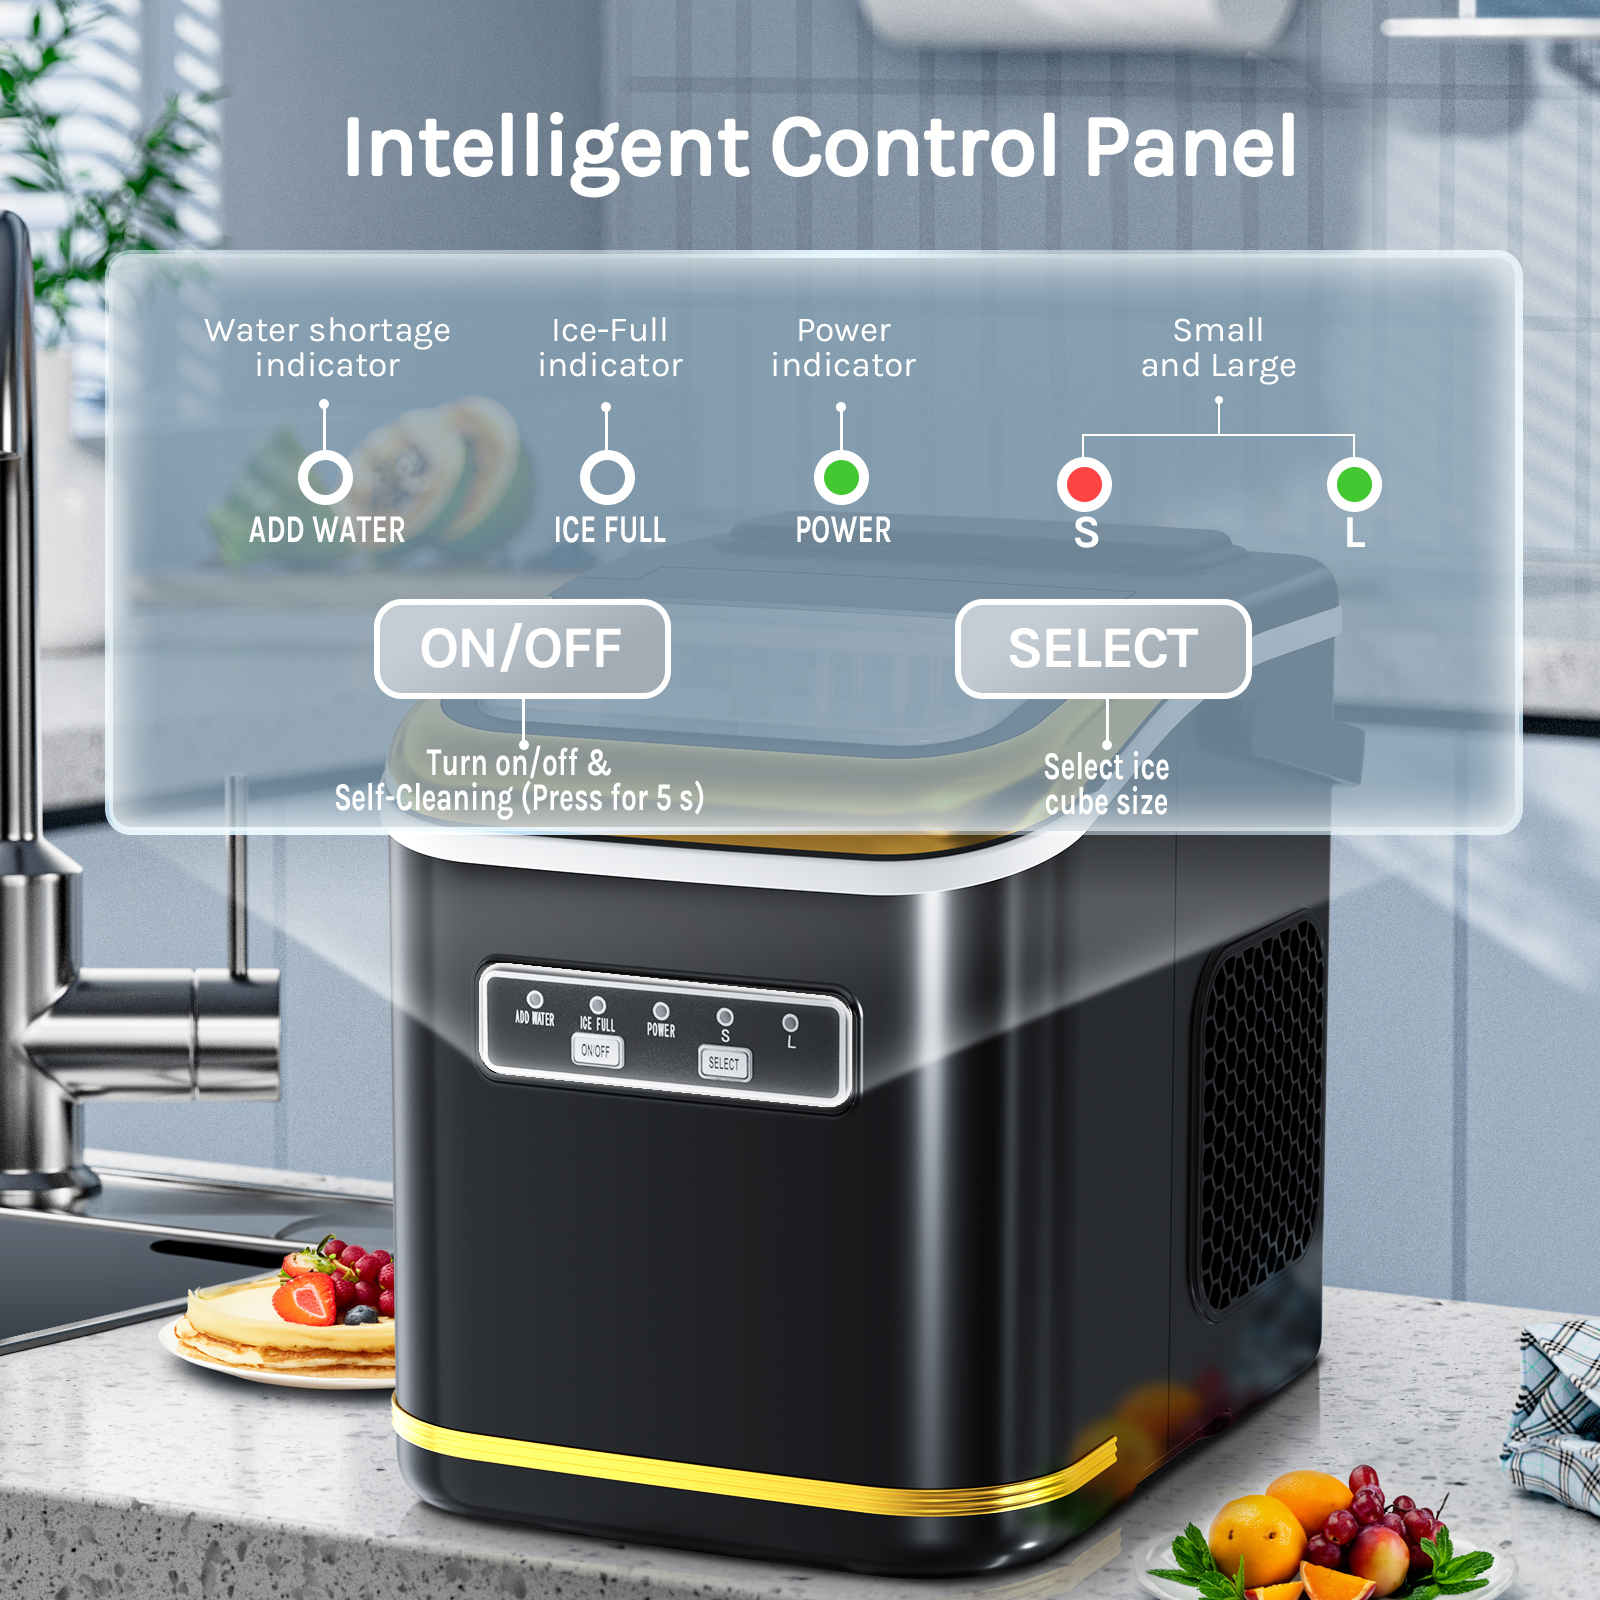 Intelligent Control Panel
Water shortage
indicator
Ice-Full
indicator
Power
indicator
Small
and Large
ADD WATER
ICE FULL
POWER
S
L
ON/OFF
SELECT
Turn on/off &
Self-Cleaning (Press for 5 s)
Select ice
cube size
ADD WATER
ICE FULL
POWER
S
L
ON/OFF
SELECT